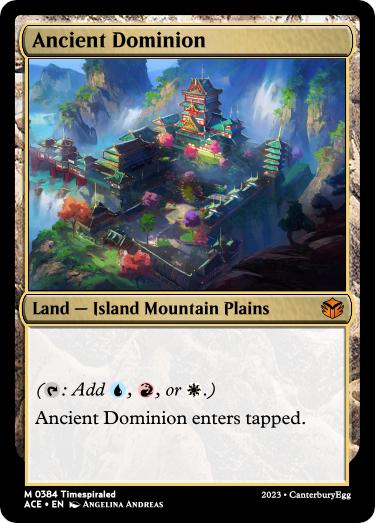 Ancient Dominion
Land — Island Mountain Plains
(: Add , , or .)
Ancient Dominion enters tapped.
M 0384 Timespiraled
ACE • EN Angelina Andreas
2023 • CanterburyEgg